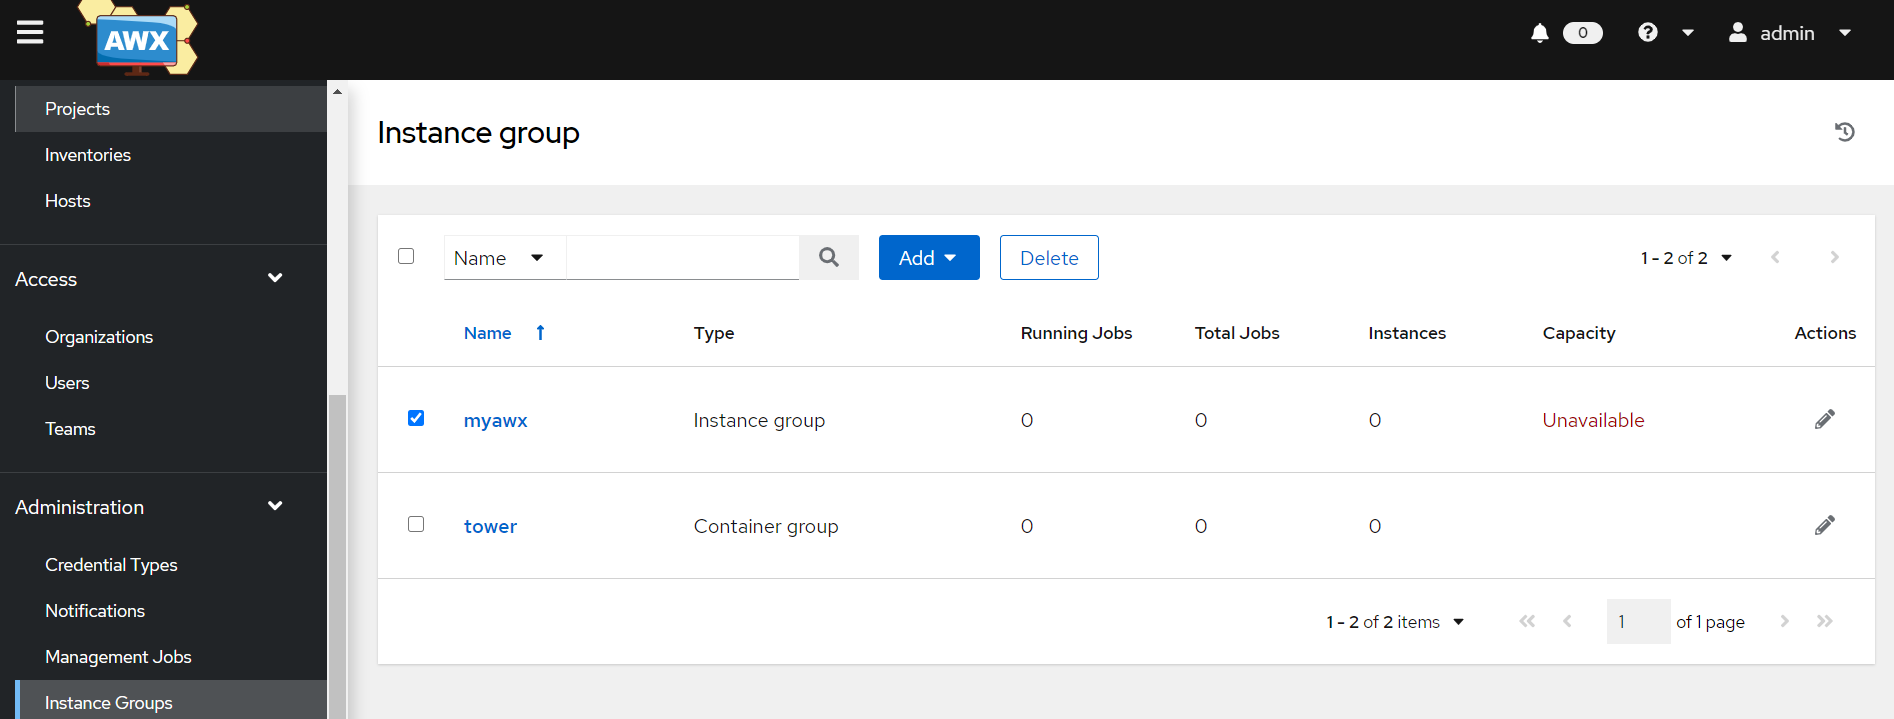 AWX
0
admin
Projects
Inventories
Hosts
Access
Organizations
Users
Teams
Administration
Credential Types
Notifications
Management Jobs
Instance Groups
Instance group
Name
Add
Delete
1 - 2 of 2
Name Type Running Jobs Total Jobs Instances Capacity Actions
myawx Instance group 0 0 0 Unavailable
tower Container group 0 0 0
1 - 2 of 2 items 1 of 1 page